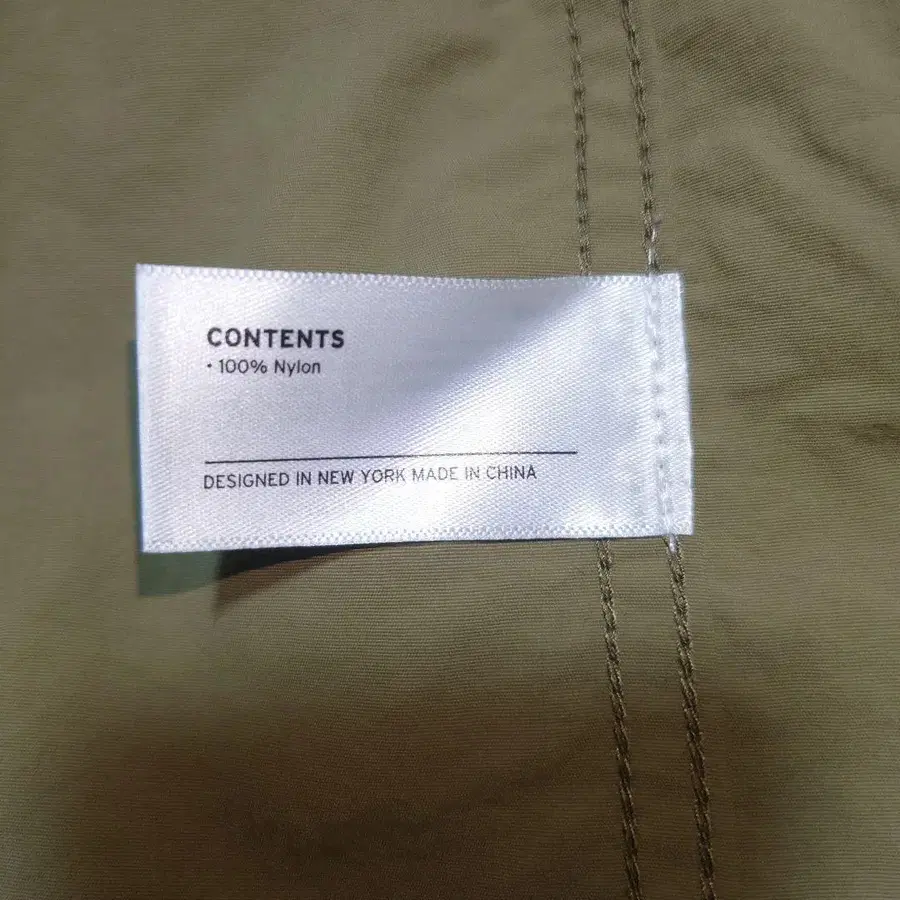 CONTENTS
• 100% Nylon
DESIGNED IN NEW YORK MADE IN CHINA